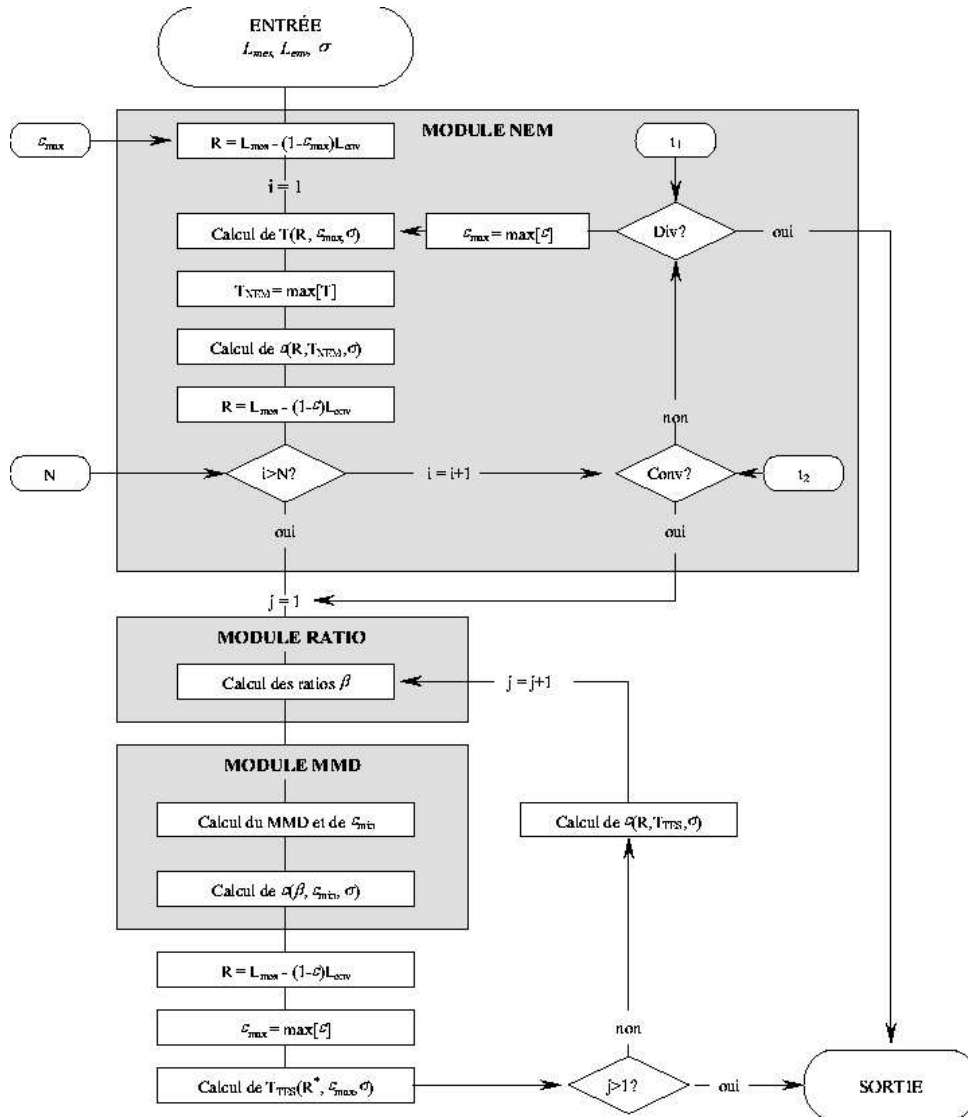 ENTRÉE
L_mes, L_env, σ
MODULE NEM
ε_max
R = L_mes - (1-ε_max)L_env
t_1
i = 1
Calcul de T(R, ε_max, σ)
ε_max = max[ε]
Div?
oui
T_NEM = max[T]
Calcul de ε(R,T_NEM,σ)
R = L_mes - (1-ε)L_env
non
N
i>N?
i = i+1
Conv?
t_2
oui
oui
j = 1
MODULE RATIO
Calcul des ratios β
j = j+1
MODULE MMD
Calcul du MMD et de ε_min
Calcul de ε(R,T_TES,σ)
Calcul de ε(β, ε_min, σ)
R = L_mes - (1-ε)L_env
ε_max = max[ε]
non
Calcul de T_TES(R*, ε_max,σ)
j>1?
oui
SORTIE